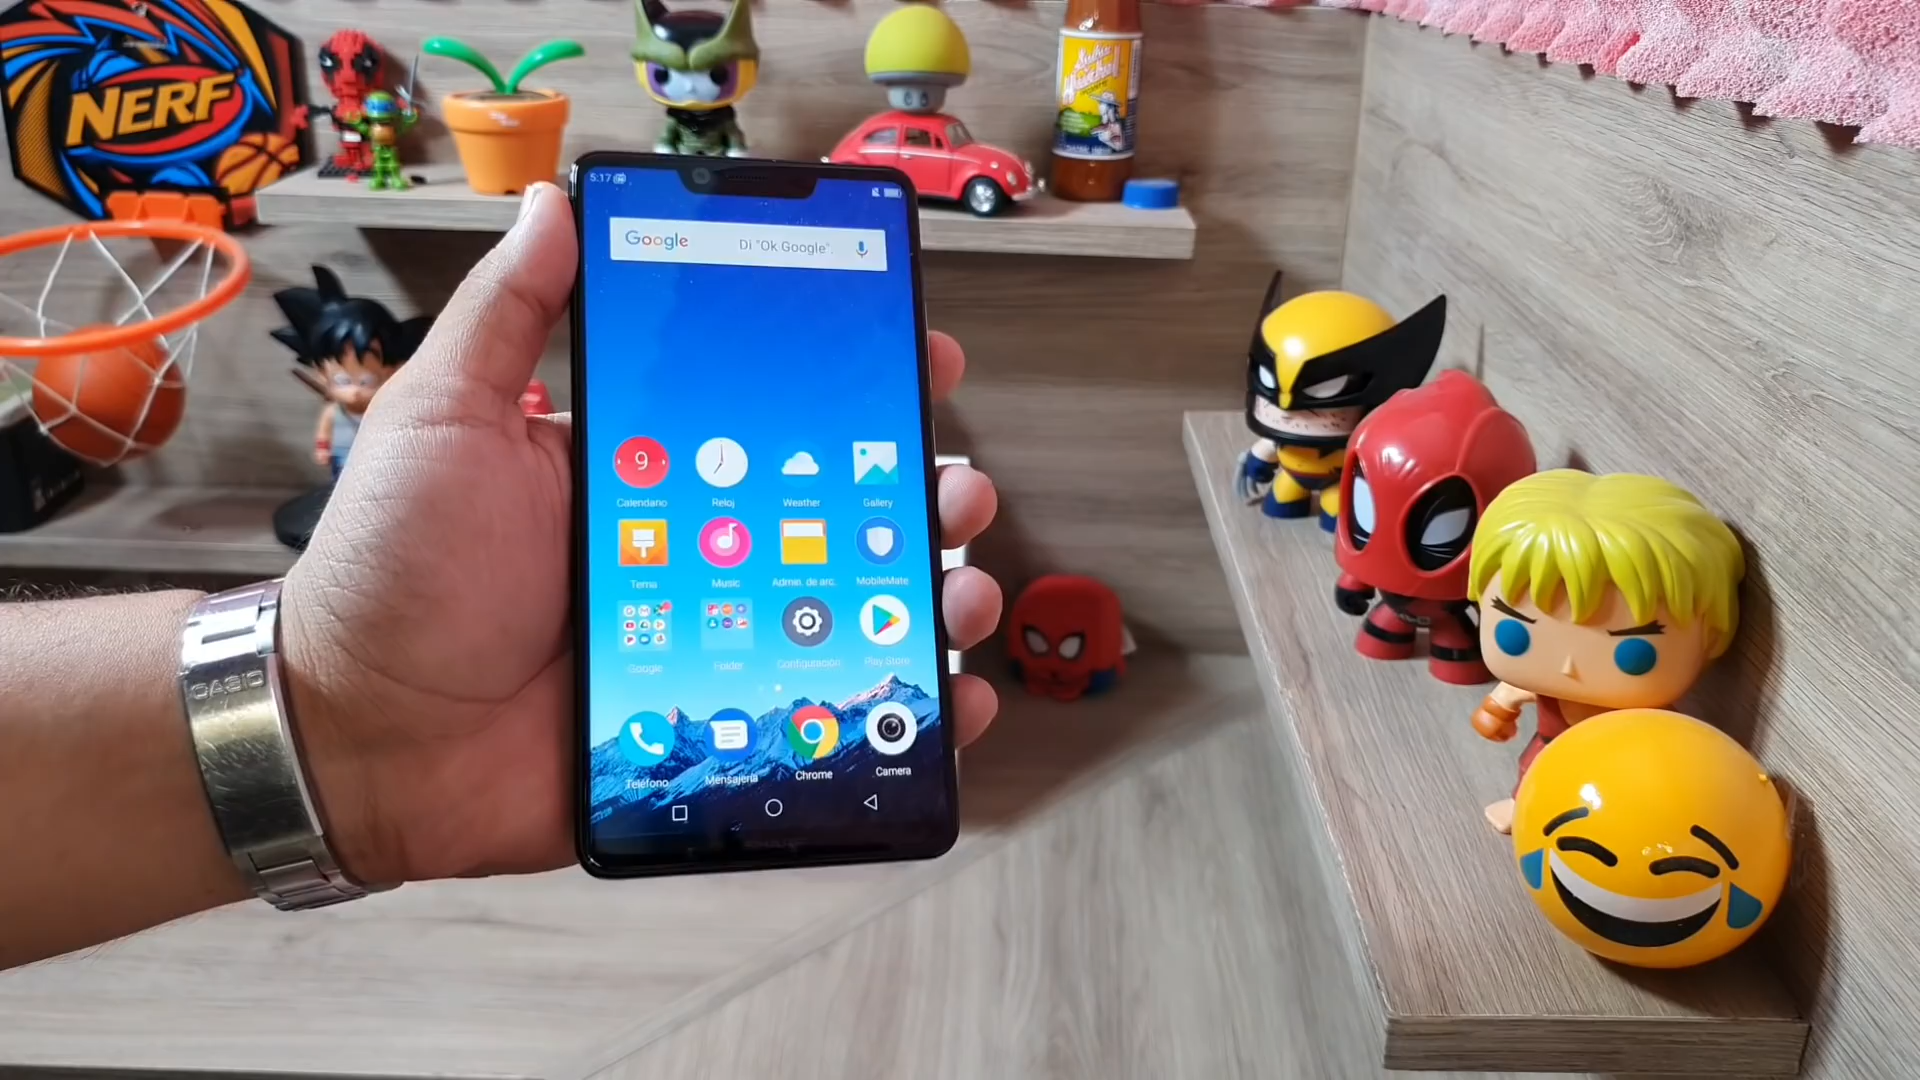 NERF
5:17
Google Di "Ok Google".
9
Calendario Reloj Weather Gallery
Tema Music Admin. de arc. MobileMate
Google Folder Configuración Play Store
Teléfono Mensajería Chrome Camera
CASIO